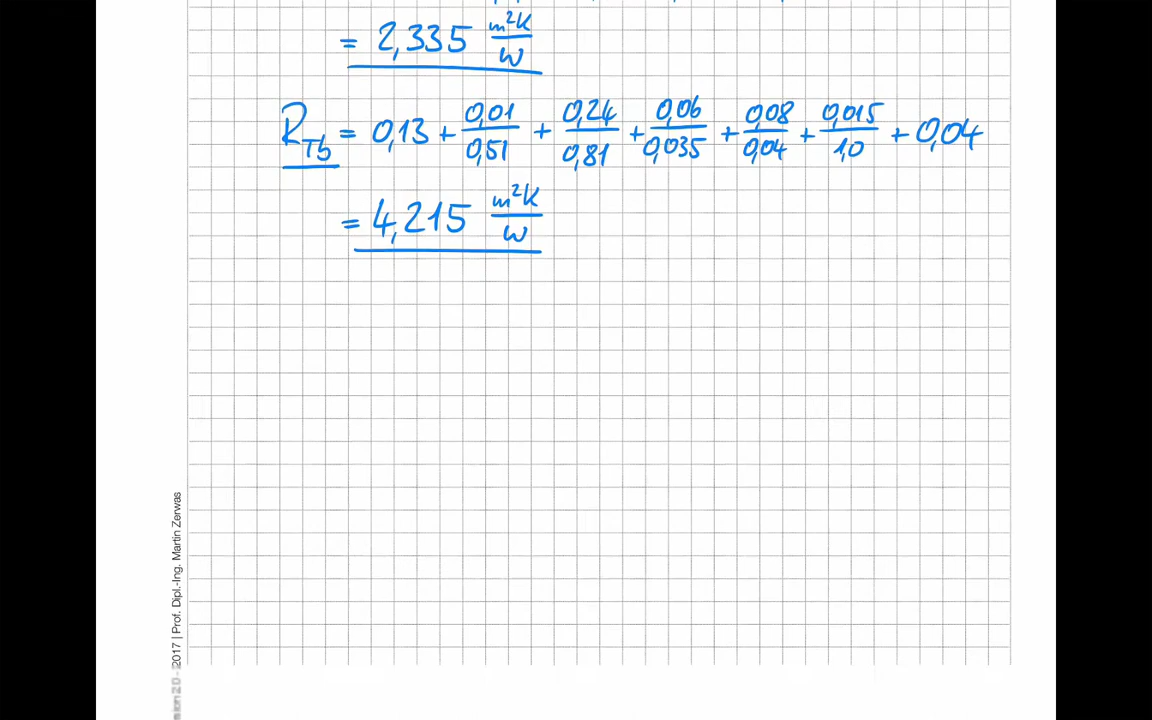 = 2,335 m²K/W
R_Tb = 0,13 + 0,01/0,51 + 0,24/0,81 + 0,06/0,035 + 0,08/0,04 + 0,015/1,0 + 0,04
= 4,215 m²K/W
2017 | Prof. Dipl.-Ing. Martin Zerwas